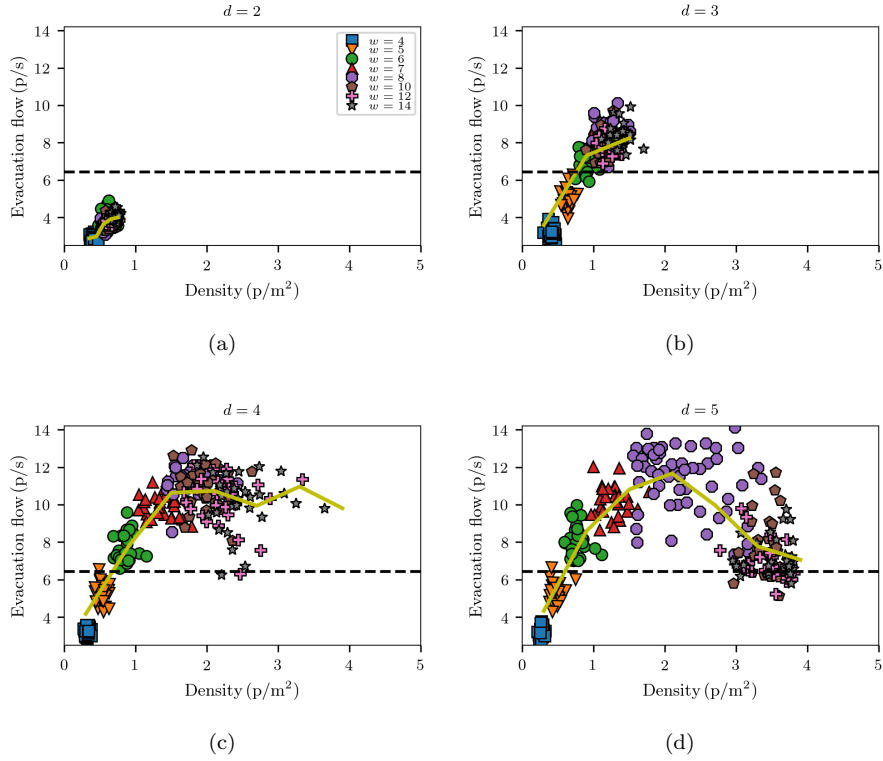 d = 2
d = 3
14
12
10
8
6
4
Evacuation flow (p/s)
w = 4
w = 5
w = 6
w = 7
w = 8
w = 10
w = 12
w = 14
0 1 2 3 4 5
Density (p/m²)
(a)
14
12
10
8
6
4
Evacuation flow (p/s)
0 1 2 3 4 5
Density (p/m²)
(b)
d = 4
d = 5
14
12
10
8
6
4
Evacuation flow (p/s)
0 1 2 3 4 5
Density (p/m²)
(c)
14
12
10
8
6
4
Evacuation flow (p/s)
0 1 2 3 4 5
Density (p/m²)
(d)